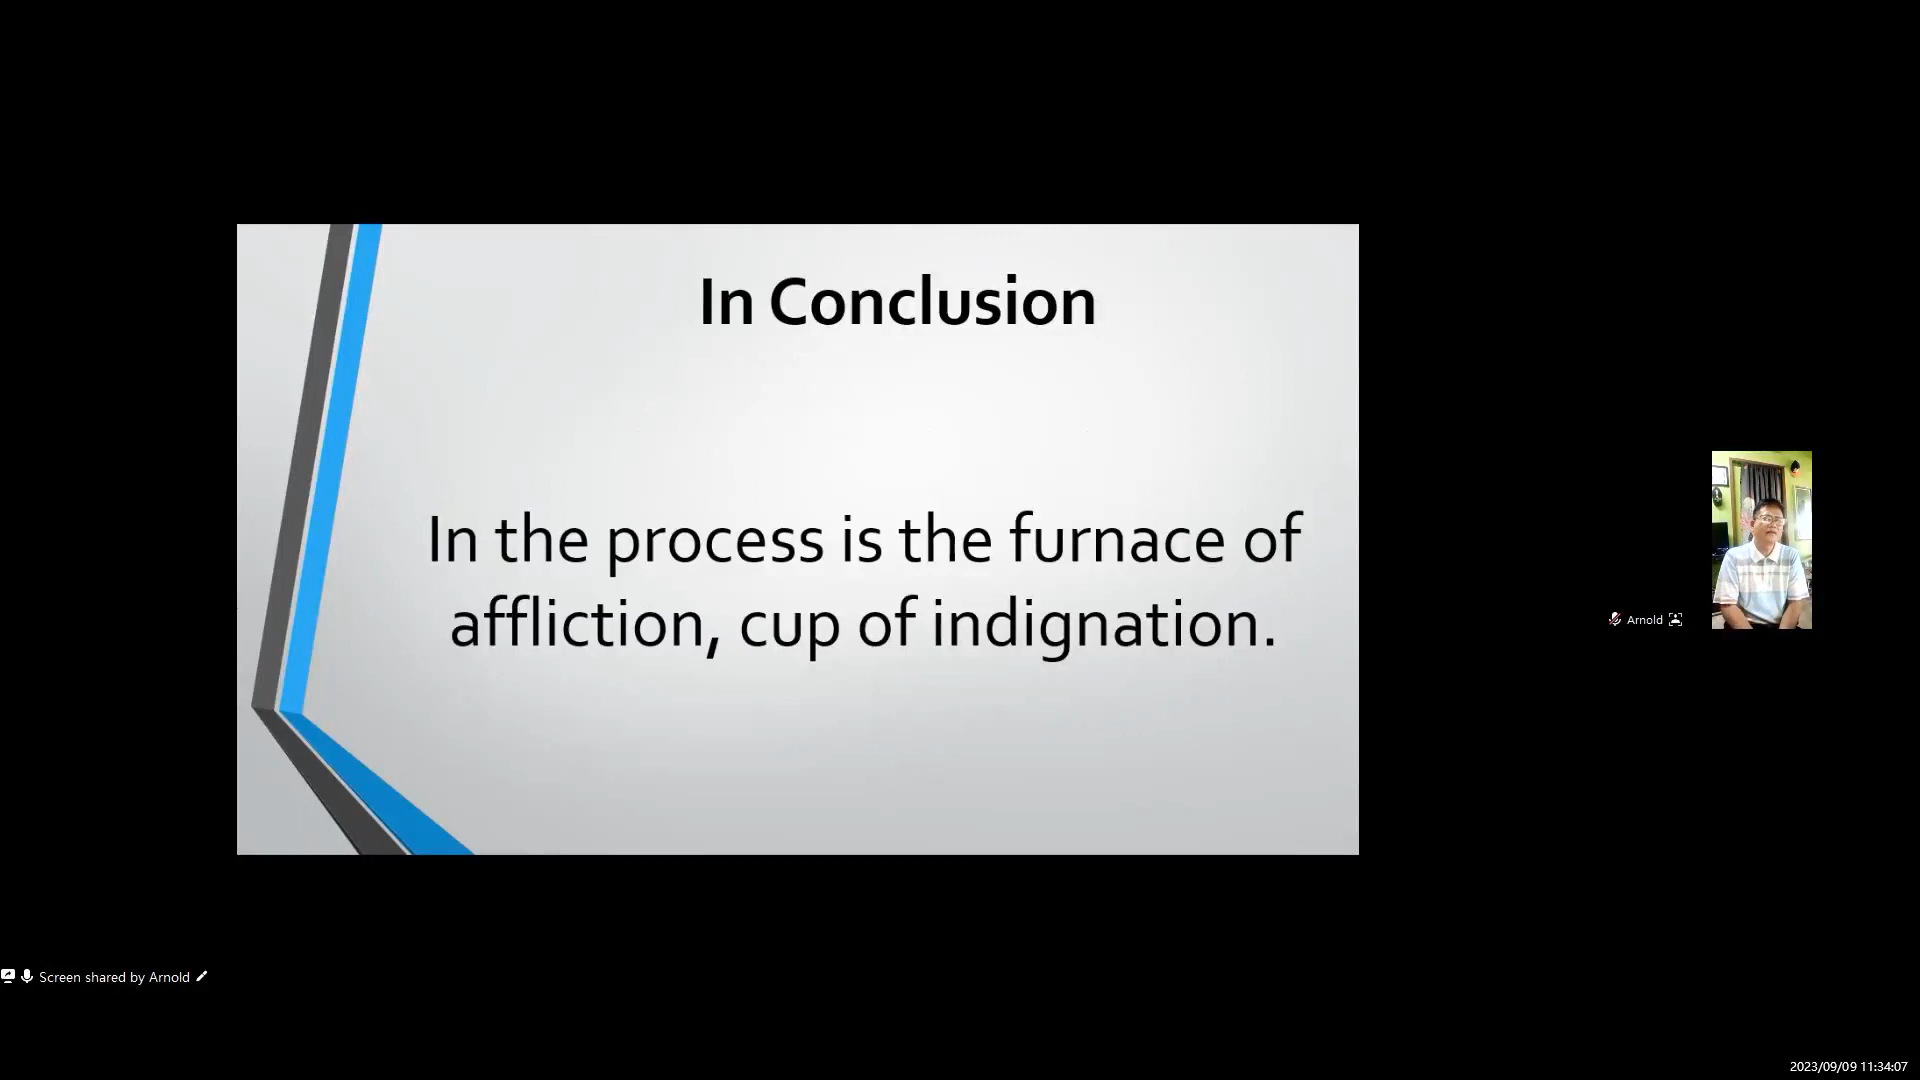 In Conclusion
In the process is the furnace of
affliction, cup of indignation.
Arnold
Screen shared by Arnold
2023/09/09 11:34:07